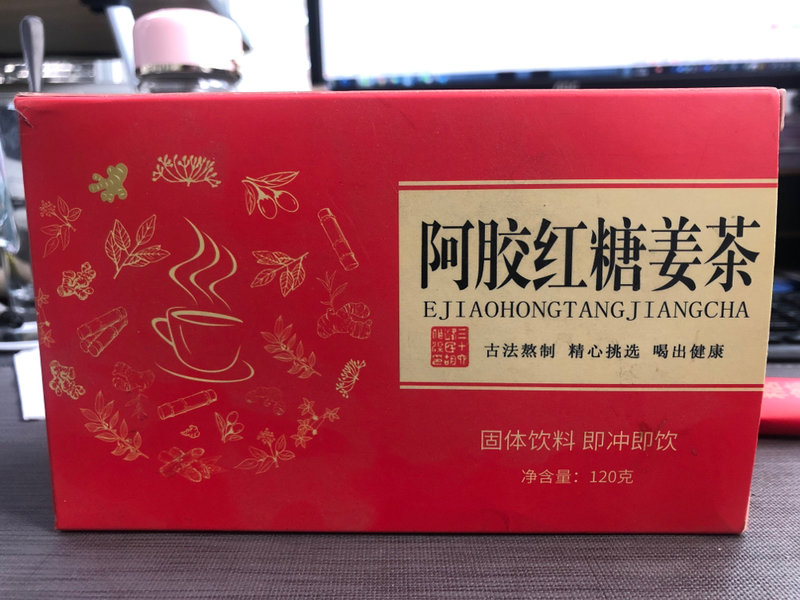 阿胶红糖姜茶
EJIAOHONGTANGJIANGCHA
古法熬制 精心挑选 喝出健康
固体饮料 即冲即饮
净含量：120克